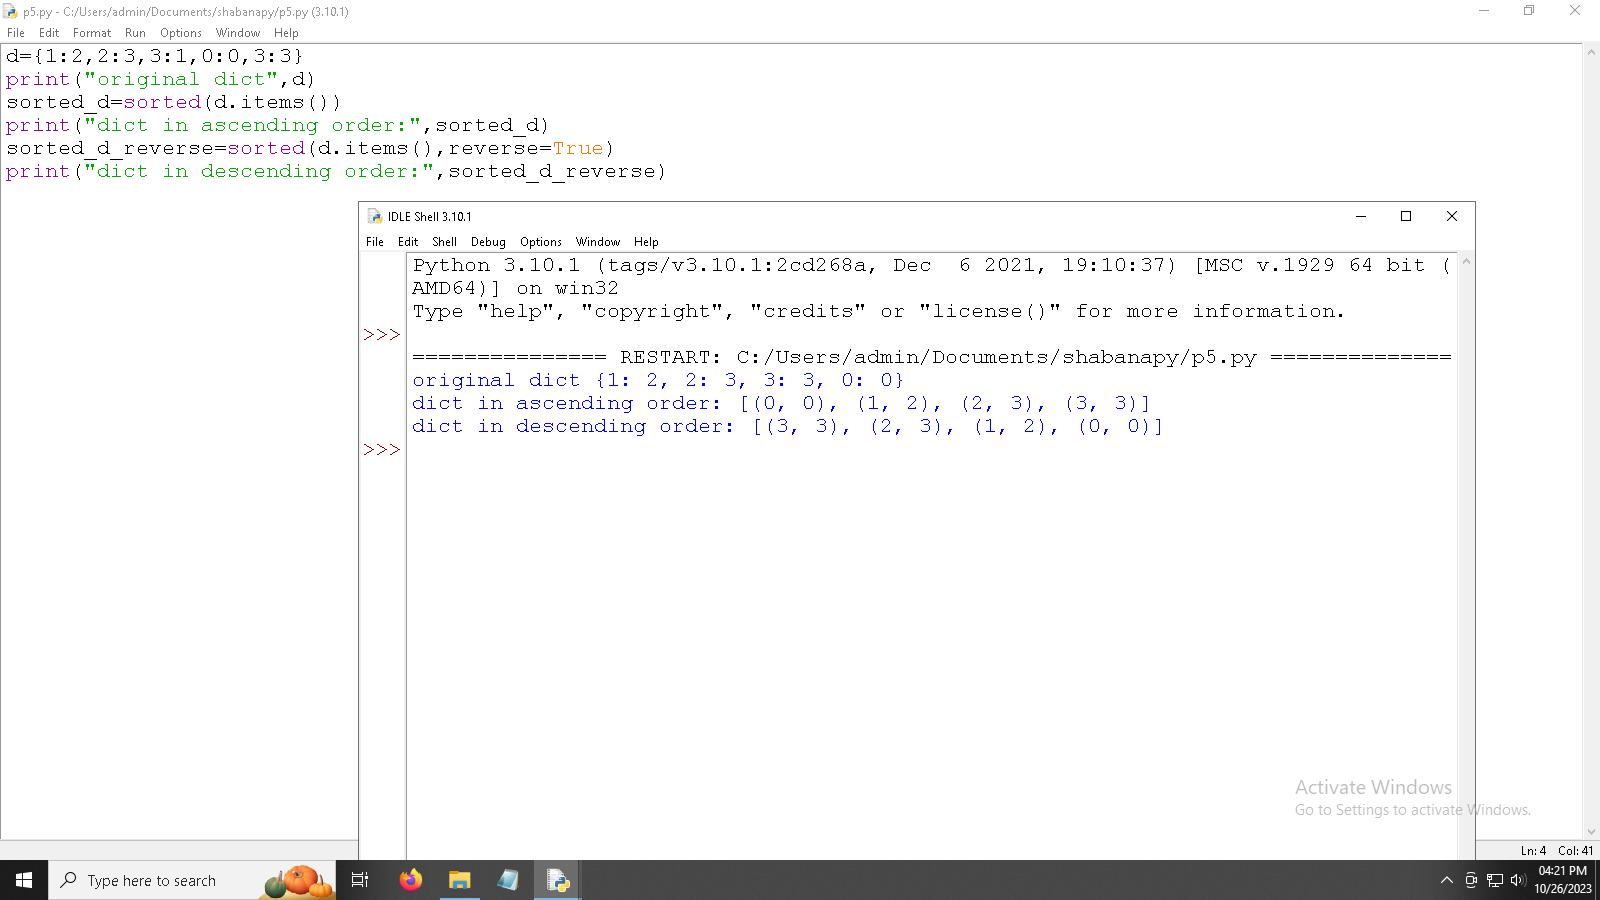 p5.py - C:/Users/admin/Documents/shabanapy/p5.py (3.10.1)
File Edit Format Run Options Window Help
d={1:2,2:3,3:1,0:0,3:3}
print("original dict",d)
sorted_d=sorted(d.items())
print("dict in ascending order:",sorted_d)
sorted_d_reverse=sorted(d.items(),reverse=True)
print("dict in descending order:",sorted_d_reverse)
IDLE Shell 3.10.1
File Edit Shell Debug Options Window Help
Python 3.10.1 (tags/v3.10.1:2cd268a, Dec  6 2021, 19:10:37) [MSC v.1929 64 bit (
AMD64)] on win32
Type "help", "copyright", "credits" or "license()" for more information.
>>>
=============== RESTART: C:/Users/admin/Documents/shabanapy/p5.py ==============
original dict {1: 2, 2: 3, 3: 3, 0: 0}
dict in ascending order: [(0, 0), (1, 2), (2, 3), (3, 3)]
dict in descending order: [(3, 3), (2, 3), (1, 2), (0, 0)]
>>>
Activate Windows
Go to Settings to activate Windows.
Ln: 4 Col: 41
Type here to search
04:21 PM
10/26/2023